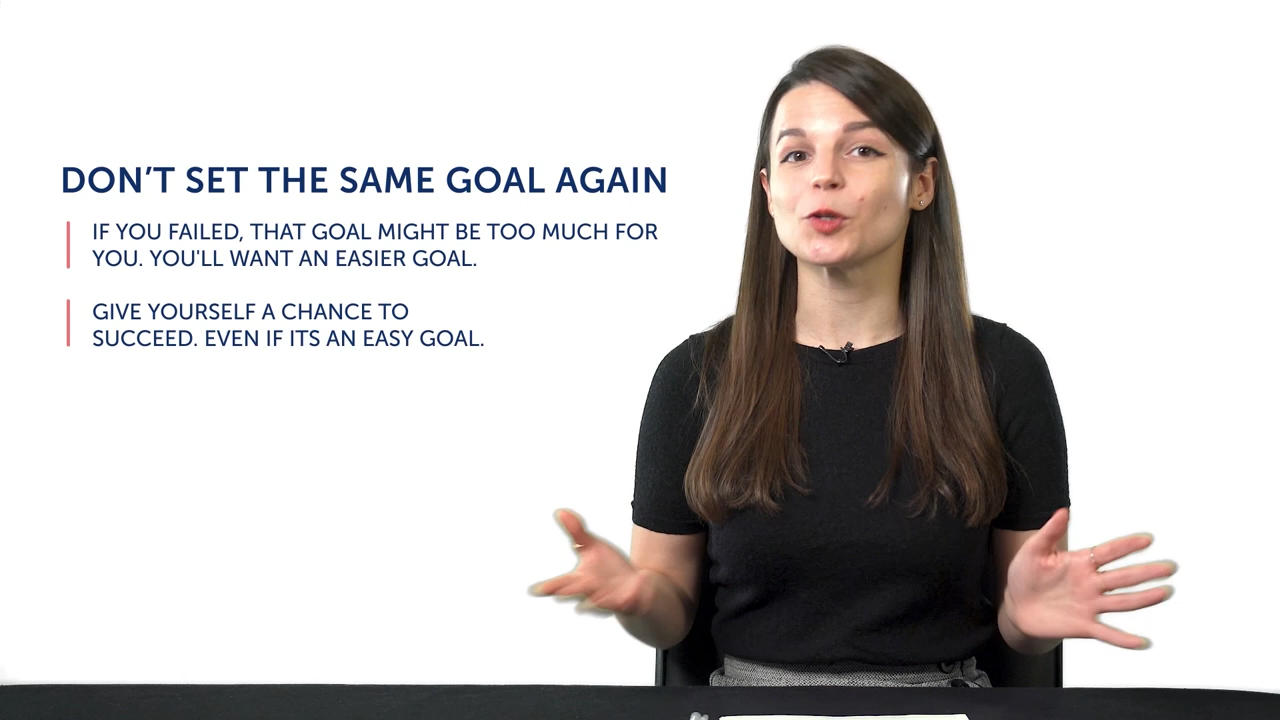 DON’T SET THE SAME GOAL AGAIN
IF YOU FAILED, THAT GOAL MIGHT BE TOO MUCH FOR
YOU. YOU'LL WANT AN EASIER GOAL.
GIVE YOURSELF A CHANCE TO
SUCCEED. EVEN IF ITS AN EASY GOAL.